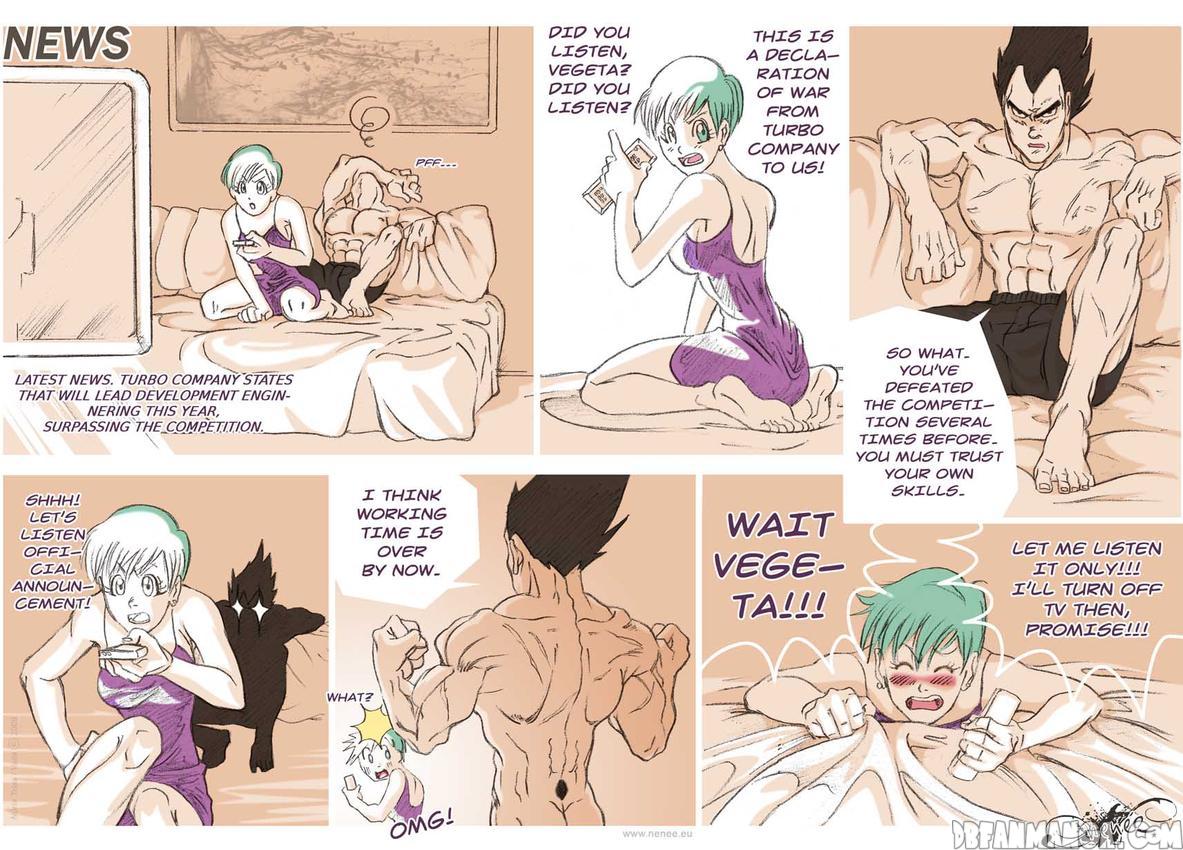 NEWS
PFF...
LATEST NEWS. TURBO COMPANY STATES
THAT WILL LEAD DEVELOPMENT ENGIN-
NERING THIS YEAR,
SURPASSING THE COMPETITION.
DID YOU
LISTEN,
VEGETA?
DID YOU
LISTEN?
THIS IS
A DECLA-
RATION
OF WAR
FROM
TURBO
COMPANY
TO US!
SO WHAT.
YOU'VE
DEFEATED
THE COMPETI-
TION SEVERAL
TIMES BEFORE.
YOU MUST TRUST
YOUR OWN
SKILLS.
SHHH!
LET'S
LISTEN
OFFI-
CIAL
ANNOUN-
CEMENT!
I THINK
WORKING
TIME IS
OVER
BY NOW.
WHAT?
OMG!
WAIT
VEGE-
TA!!!
LET ME LISTEN
IT ONLY!!!
I'LL TURN OFF
TV THEN,
PROMISE!!!
www.nenee.eu
DBFANMANGA.COM